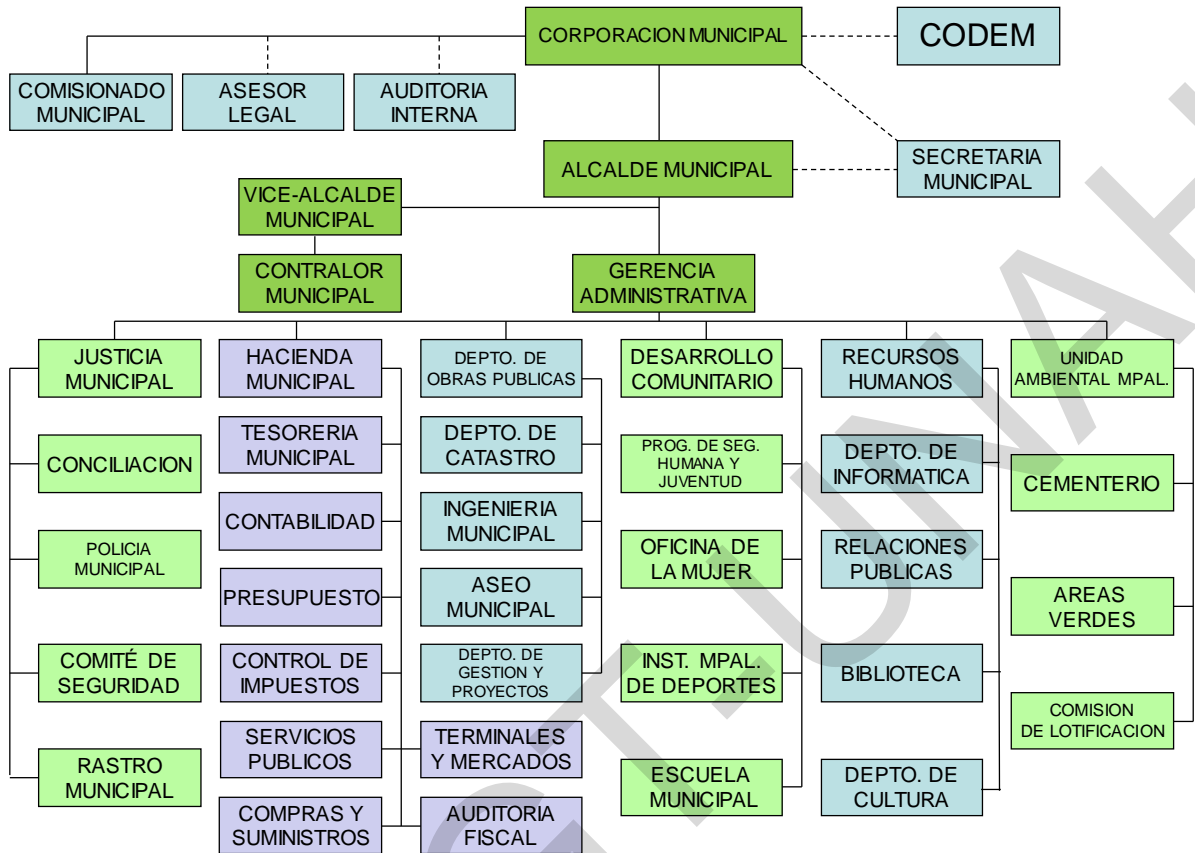 CORPORACION MUNICIPAL
CODEM
COMISIONADO
MUNICIPAL
ASESOR
LEGAL
AUDITORIA
INTERNA
ALCALDE MUNICIPAL
SECRETARIA
MUNICIPAL
VICE-ALCALDE
MUNICIPAL
CONTRALOR
MUNICIPAL
GERENCIA
ADMINISTRATIVA
JUSTICIA
MUNICIPAL
CONCILIACION
POLICIA
MUNICIPAL
COMITÉ DE
SEGURIDAD
RASTRO
MUNICIPAL
HACIENDA
MUNICIPAL
TESORERIA
MUNICIPAL
CONTABILIDAD
PRESUPUESTO
CONTROL DE
IMPUESTOS
SERVICIOS
PUBLICOS
COMPRAS Y
SUMINISTROS
DEPTO. DE
OBRAS PUBLICAS
DEPTO. DE
CATASTRO
INGENIERIA
MUNICIPAL
ASEO
MUNICIPAL
DEPTO. DE
GESTION Y
PROYECTOS
TERMINALES
Y MERCADOS
AUDITORIA
FISCAL
DESARROLLO
COMUNITARIO
PROG. DE SEG.
HUMANA Y
JUVENTUD
OFICINA DE
LA MUJER
INST. MPAL.
DE DEPORTES
ESCUELA
MUNICIPAL
RECURSOS
HUMANOS
DEPTO. DE
INFORMATICA
RELACIONES
PUBLICAS
BIBLIOTECA
DEPTO. DE
CULTURA
UNIDAD
AMBIENTAL MPAL.
CEMENTERIO
AREAS
VERDES
COMISION
DE LOTIFICACION